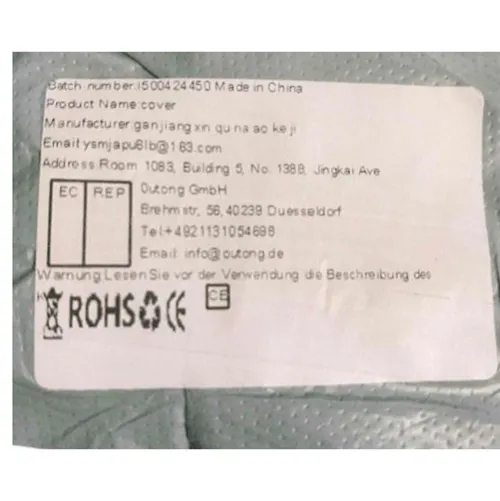 Batch number:I500424450 Made in China
Product Name:cover
Manufacturer ganjiang xin qu na ao ke ji
Email ysmjapu6lb@163.com
Address Room 1083, Building 5, No. 1388, Jingkai Ave
EC REP
Outong GmbH
Brehmstr, 56, 40239 Duesseldorf
Tel+4921131054698
Email: info@outong.de
Warnung Lesen Sie vor der Verwendung die Beschreibung des
ROHS CE
CE